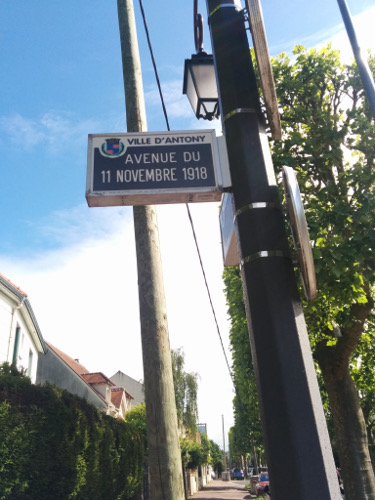 VILLE D'ANTONY
AVENUE DU
11 NOVEMBRE 1918